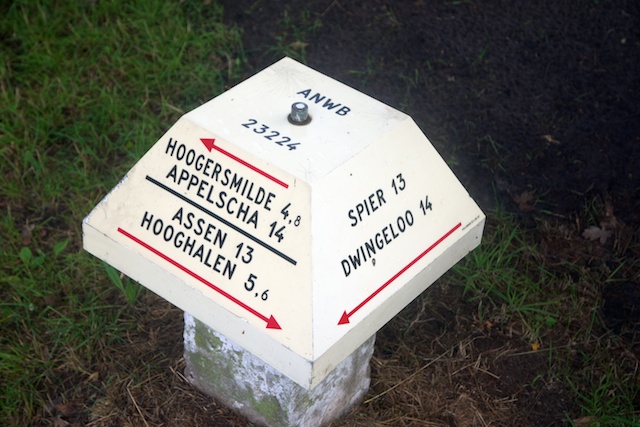 ANWB
23224
HOOGERSMILDE 4,8
APPELSCHA 14
ASSEN 13
HOOGHALEN 5,6
SPIER 13
DWINGELOO 14